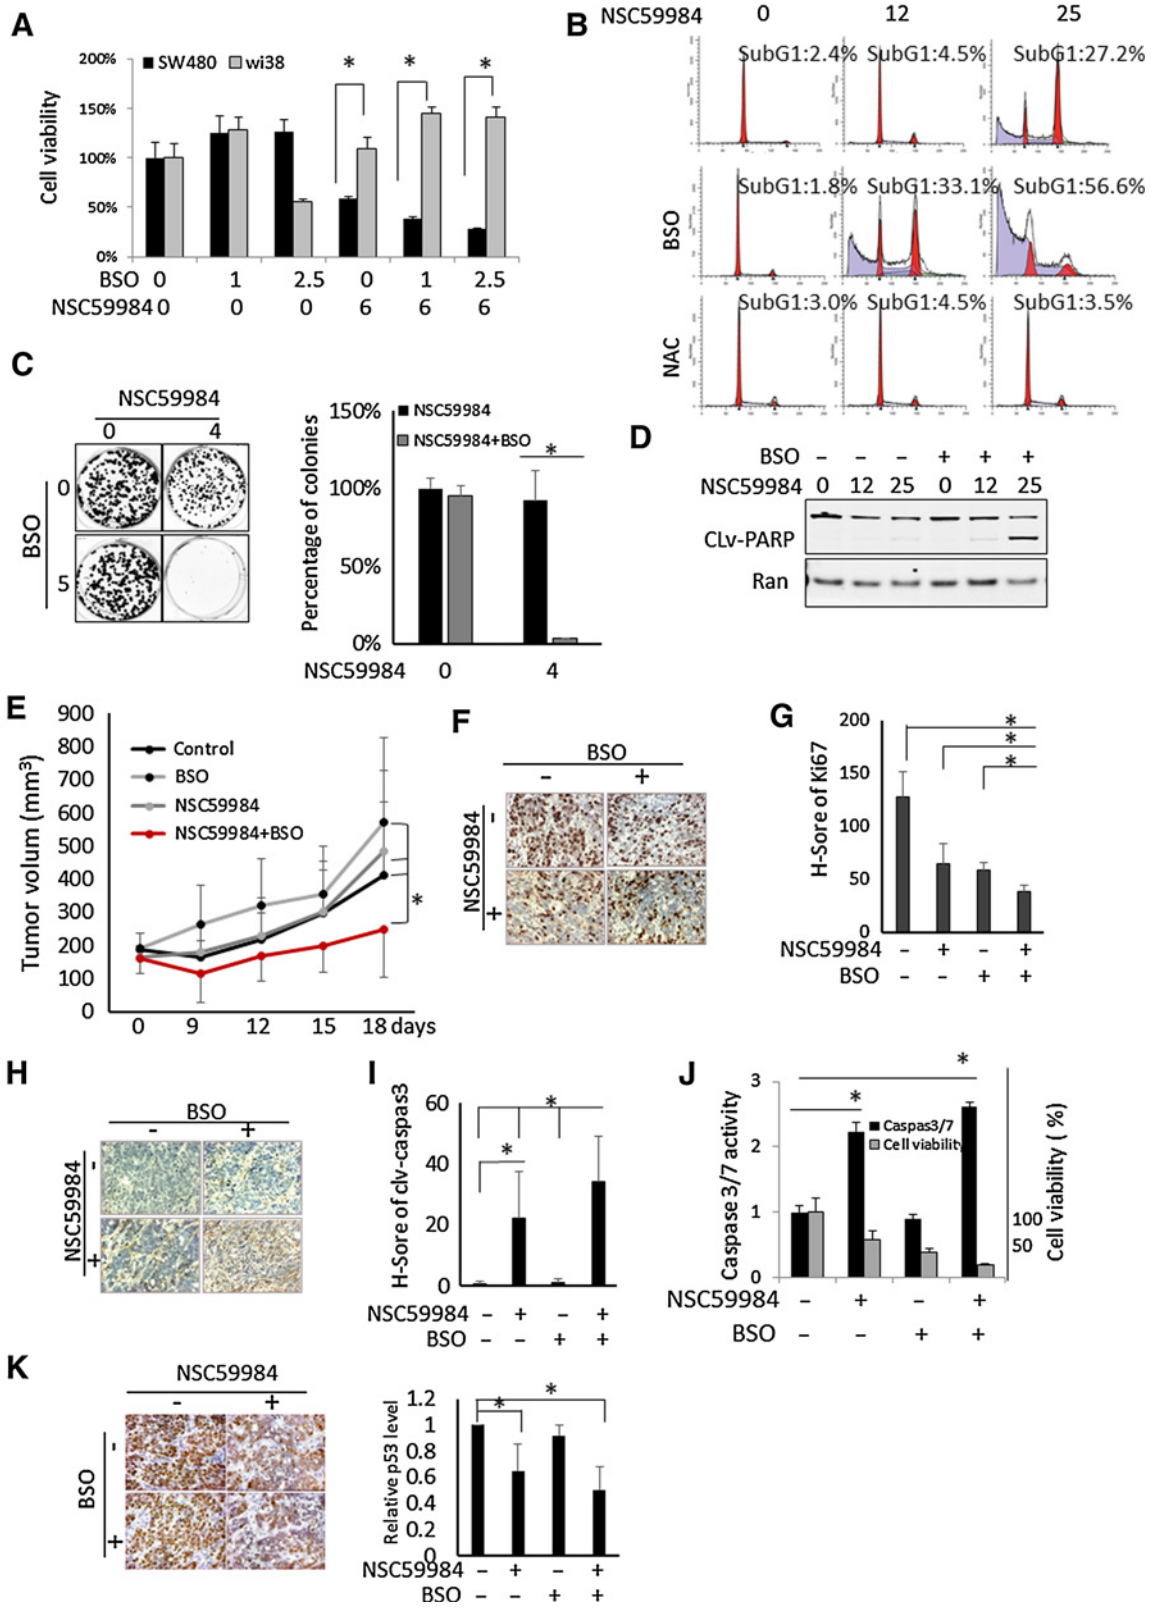 A
Cell viability
200%
150%
100%
50%
0%
SW480 wi38
* * *
BSO 0 1 2.5 0 1 2.5
NSC59984 0 0 0 6 6 6
B
NSC59984 0 12 25
SubG1:2.4% SubG1:4.5% SubG1:27.2%
BSO
SubG1:1.8% SubG1:33.1% SubG1:56.6%
NAC
SubG1:3.0% SubG1:4.5% SubG1:3.5%
C
NSC59984
0 4
BSO
0
5
Percentage of colonies
150%
100%
50%
0%
NSC59984
NSC59984+BSO
*
NSC59984 0 4
D
BSO – – – + + +
NSC59984 0 12 25 0 12 25
CLv-PARP
Ran
E
Tumor volum (mm³)
900
800
700
600
500
400
300
200
100
0
Control
BSO
NSC59984
NSC59984+BSO
*
0 9 12 15 18 days
F
BSO
– +
NSC59984
-
+
G
H-Sore of Ki67
200
150
100
50
0
*
*
*
NSC59984 – + – +
BSO – – + +
H
BSO
– +
NSC59984
-
+
I
H-Sore of clv-caspas3
60
40
20
0
*
*
NSC59984 – + – +
BSO – – + +
J
Caspase 3/7 activity
3
2
1
0
*
*
Caspas3/7
Cell viability
100
50
Cell viability ( %)
NSC59984 – + – +
BSO – – + +
K
NSC59984
– +
BSO
-
+
Relative p53 level
1.2
1
0.8
0.6
0.4
0.2
0
*
*
NSC59984 – + – +
BSO – – + +